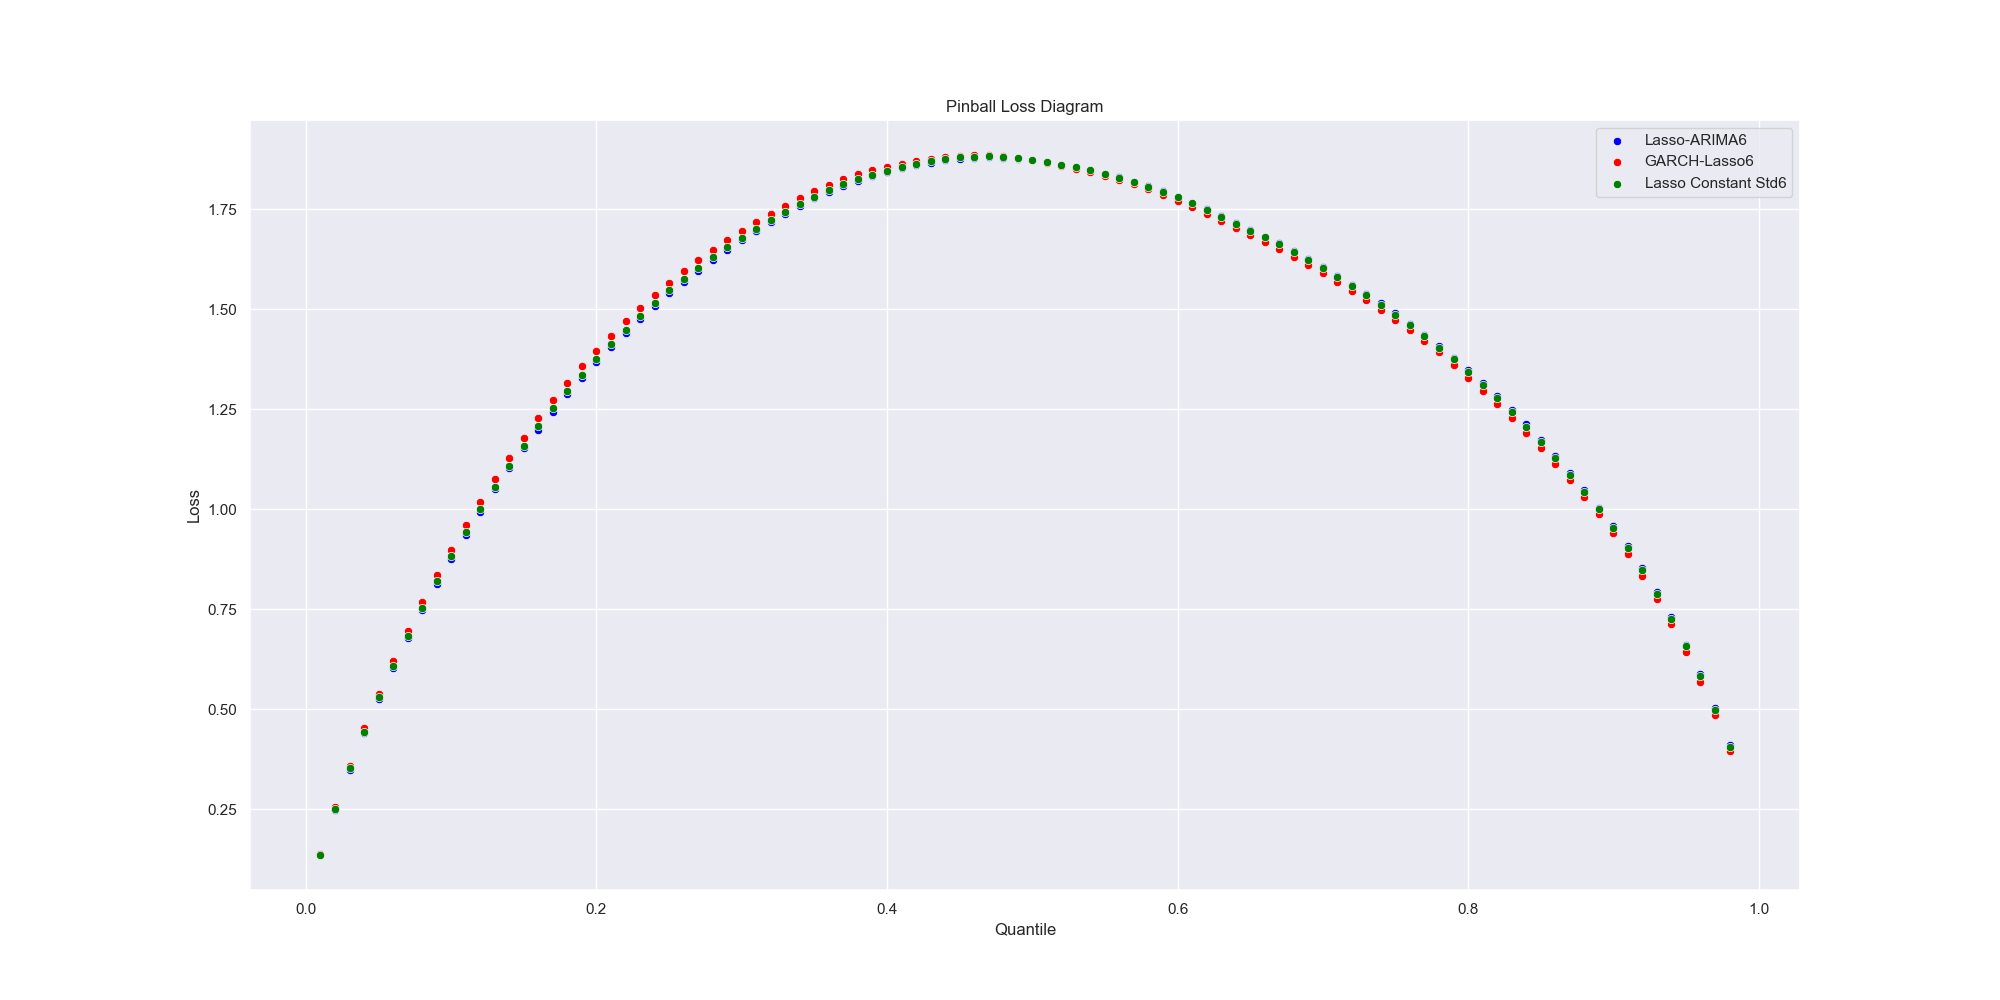 Pinball Loss Diagram
Lasso-ARIMA6
GARCH-Lasso6
Lasso Constant Std6
1.75
1.50
1.25
1.00
0.75
0.50
0.25
Loss
0.0
0.2
0.4
0.6
0.8
1.0
Quantile